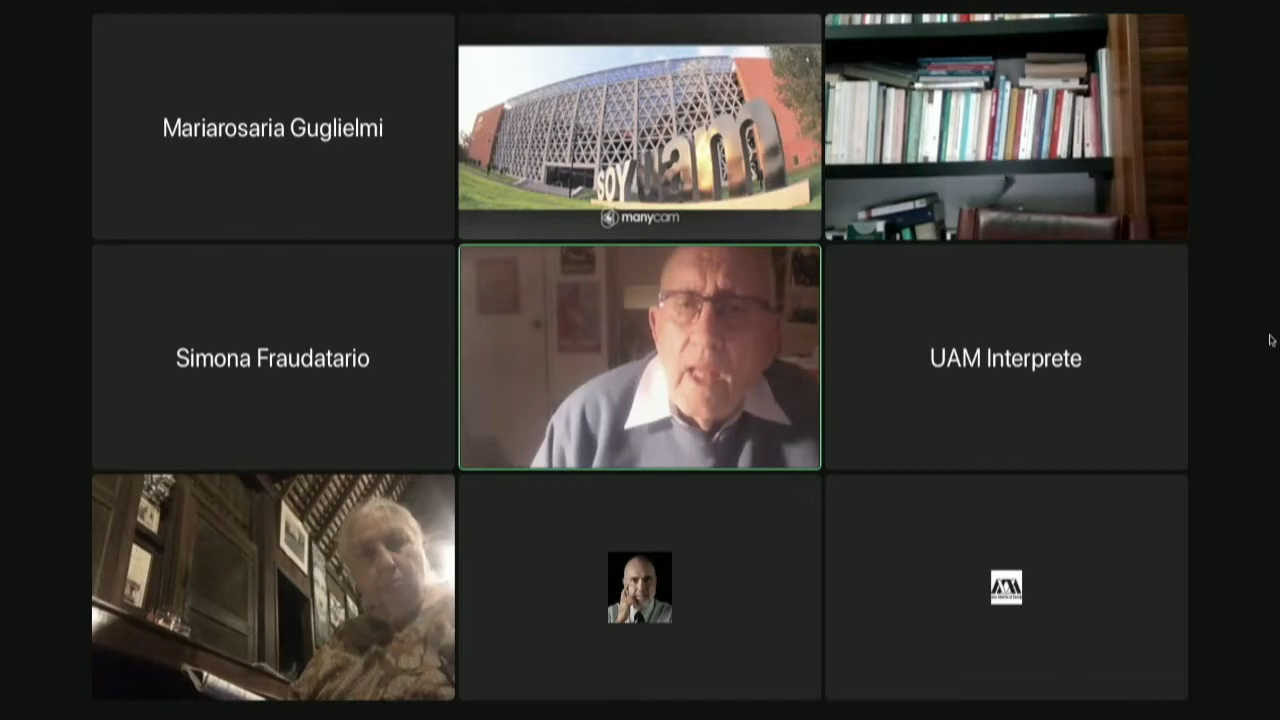 Mariarosaria Guglielmi
soy uam
manycam
Simona Fraudatario
UAM Interprete